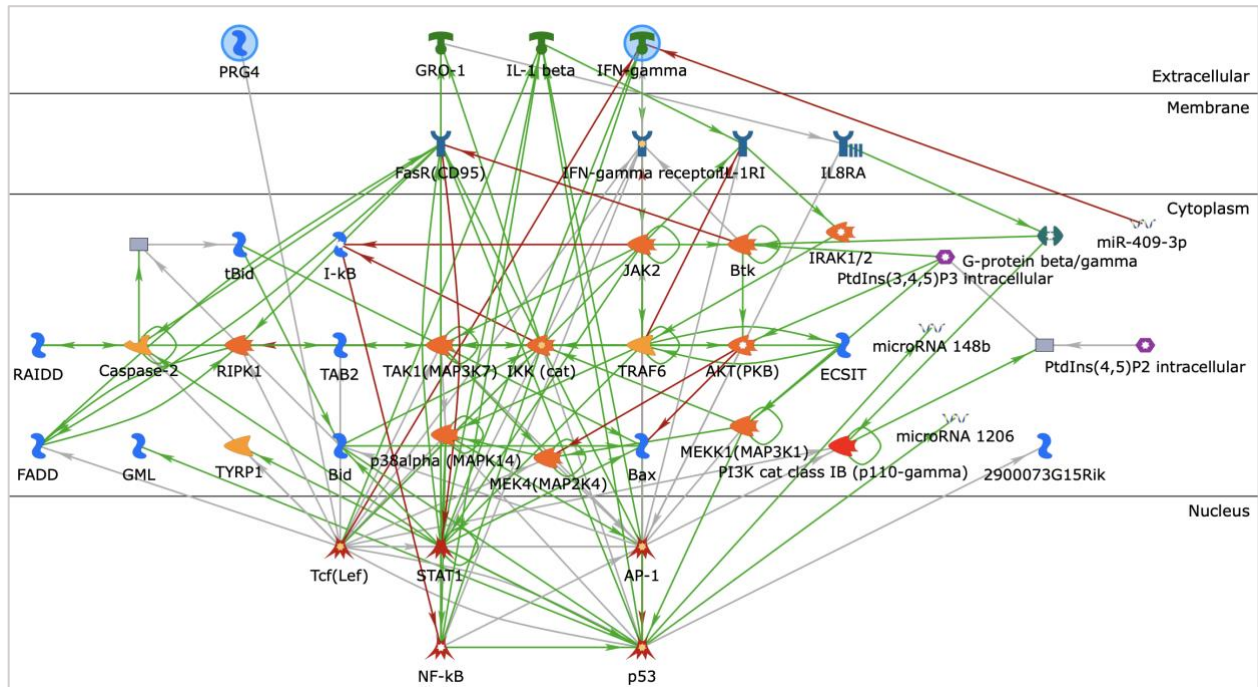 PRG4
GRO-1
IL-1 beta
IFN-gamma
Extracellular
Membrane
FasR(CD95)
IFN-gamma receptor
IL-1RI
IL8RA
Cytoplasm
tBid
I-kB
JAK2
Btk
IRAK1/2
miR-409-3p
G-protein beta/gamma
PtdIns(3,4,5)P3 intracellular
RAIDD
Caspase-2
RIPK1
TAB2
TAK1(MAP3K7)
IKK (cat)
TRAF6
AKT(PKB)
ECSIT
microRNA 148b
PtdIns(4,5)P2 intracellular
FADD
GML
TYRP1
Bid
p38alpha (MAPK14)
MEK4(MAP2K4)
Bax
MEKK1(MAP3K1)
PI3K cat class IB (p110-gamma)
microRNA 1206
2900073G15Rik
Nucleus
Tcf(Lef)
STAT1
AP-1
NF-kB
p53